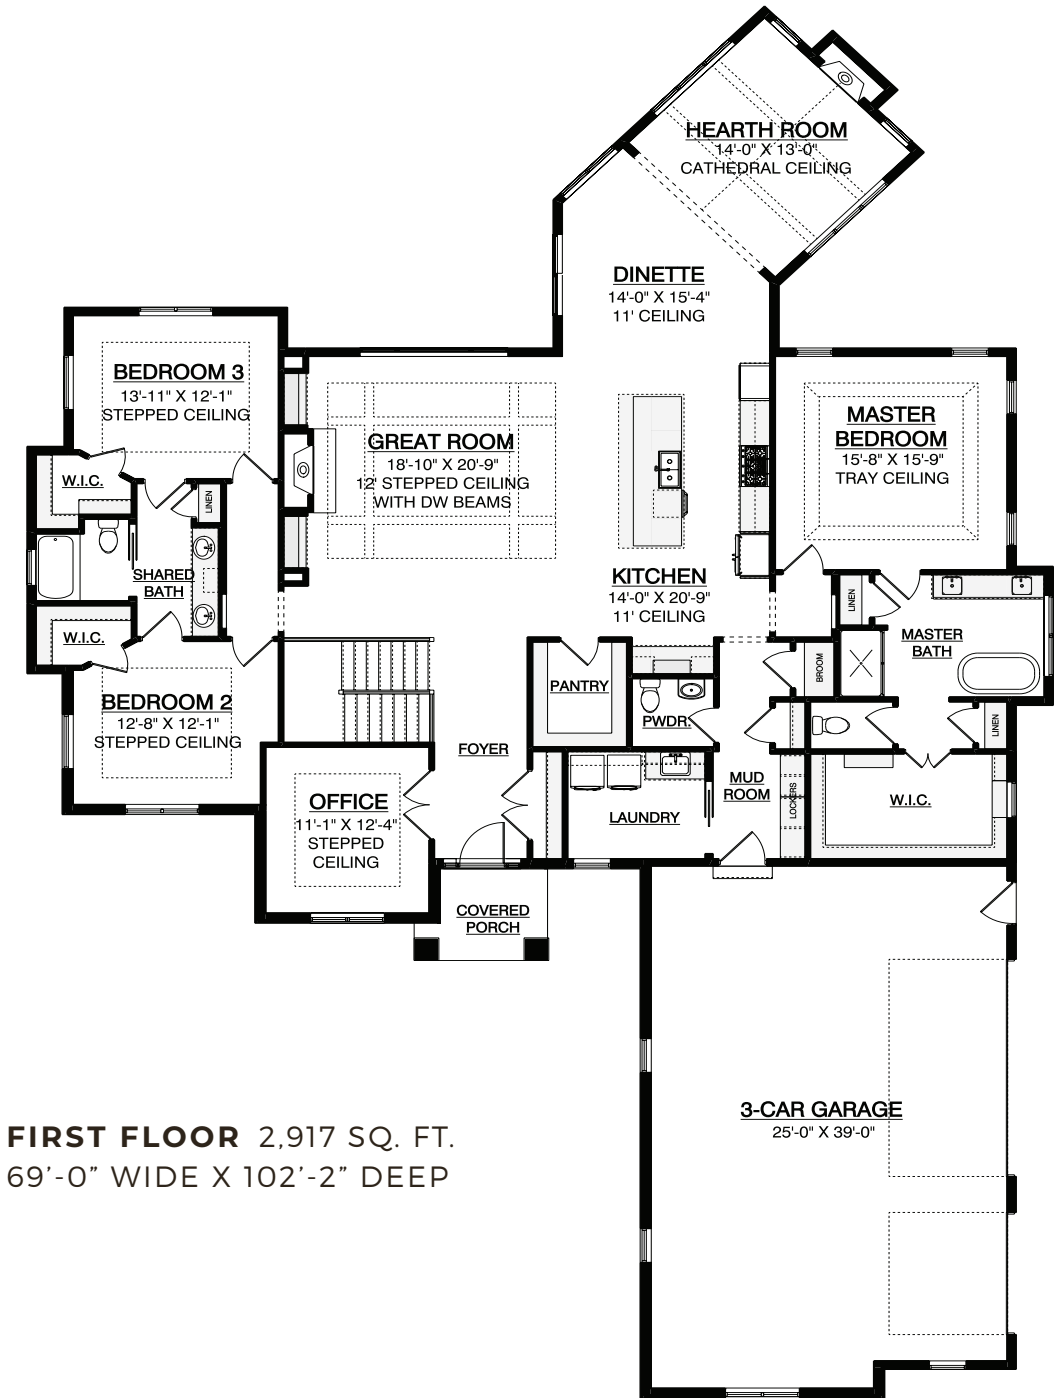 HEARTH ROOM
14'-0" X 13'-0"
CATHEDRAL CEILING
DINETTE
14'-0" X 15'-4"
11' CEILING
BEDROOM 3
13'-11" X 12'-1"
STEPPED CEILING
GREAT ROOM
18'-10" X 20'-9"
12' STEPPED CEILING
WITH DW BEAMS
MASTER
BEDROOM
15'-8" X 15'-9"
TRAY CEILING
W.I.C.
LINEN
SHARED
BATH
W.I.C.
KITCHEN
14'-0" X 20'-9"
11' CEILING
LINEN
MASTER
BATH
BROOM
PANTRY
PWDR.
LINEN
BEDROOM 2
12'-8" X 12'-1"
STEPPED CEILING
FOYER
OFFICE
11'-1" X 12'-4"
STEPPED
CEILING
LAUNDRY
MUD
ROOM
LOCKERS
W.I.C.
COVERED
PORCH
3-CAR GARAGE
25'-0" X 39'-0"
FIRST FLOOR 2,917 SQ. FT.
69'-0" WIDE X 102'-2" DEEP